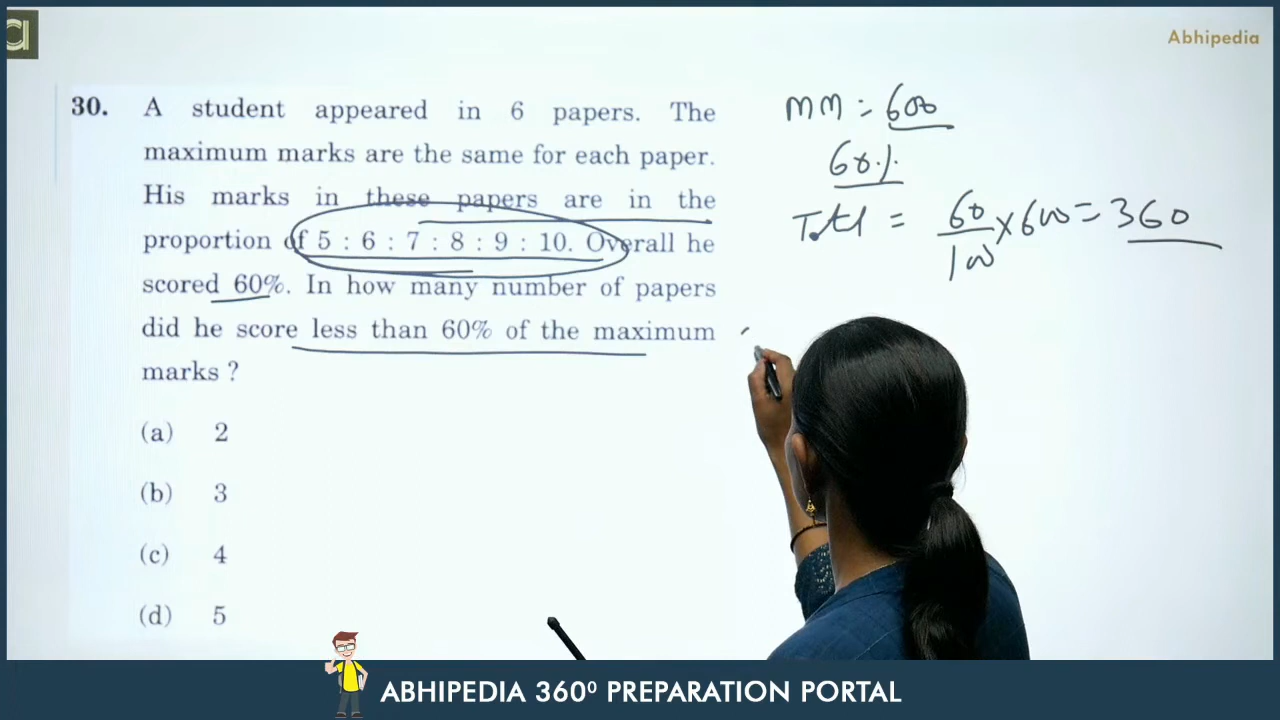 Abhipedia
30. A student appeared in 6 papers. The
maximum marks are the same for each paper.
His marks in these papers are in the
proportion of 5 : 6 : 7 : 8 : 9 : 10. Overall he
scored 60%. In how many number of papers
did he score less than 60% of the maximum
marks ?
(a) 2
(b) 3
(c) 4
(d) 5
MM = 600
60%
Total = 60/100 × 600 = 360
ABHIPEDIA 360⁰ PREPARATION PORTAL